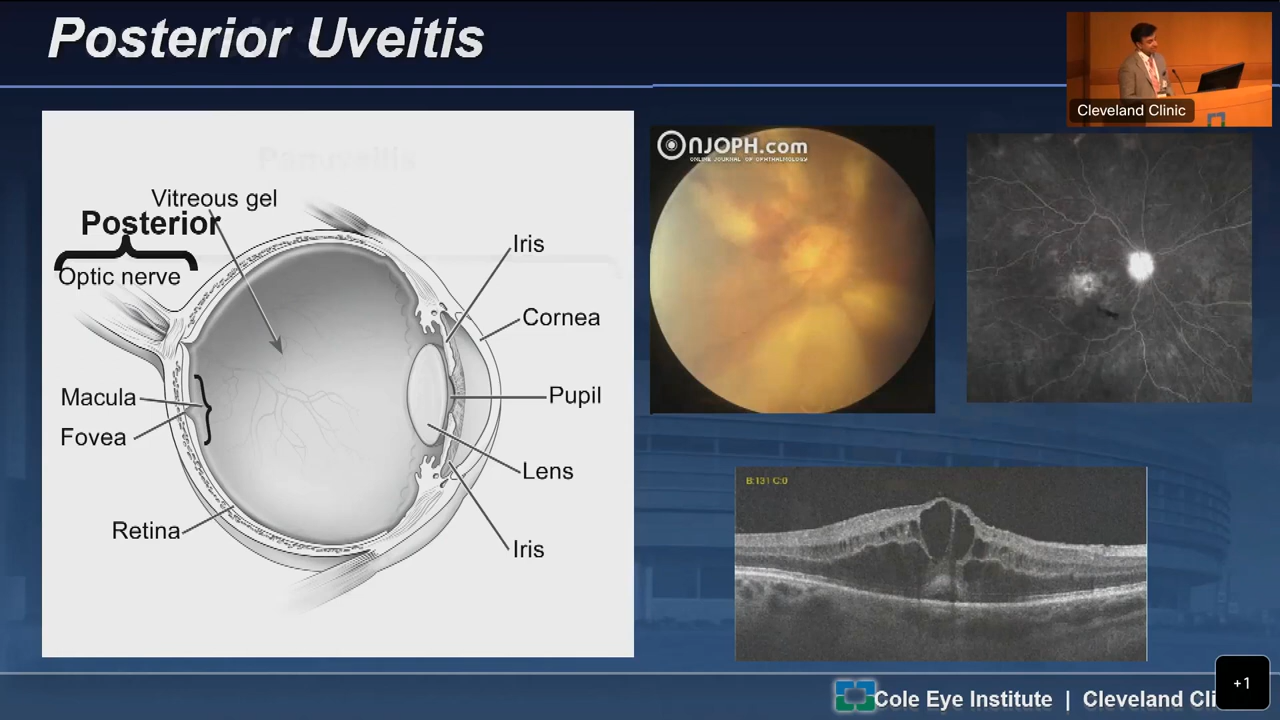 Posterior Uveitis
Cleveland Clinic
Panuveitis
Vitreous gel
Posterior
Optic nerve
Iris
Cornea
Macula
Pupil
Fovea
Lens
Retina
Iris
NJOPH.com
ONLINE JOURNAL OF OPHTHALMOLOGY
B:131 C:0
Cole Eye Institute | Cleveland Cli
+1